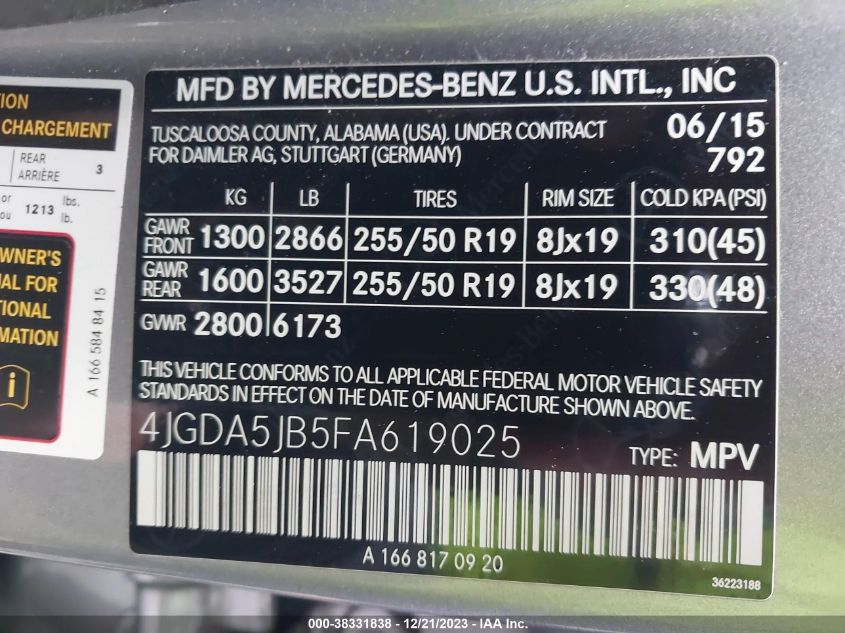 TION
CHARGEMENT
REAR
ARRIÈRE 3
or
ou 1213 lbs.
lb.
OWNER'S
FOR
TIONAL
MATION
i
A 166 584 84 15
MFD BY MERCEDES-BENZ U.S. INTL., INC
TUSCALOOSA COUNTY, ALABAMA (USA). UNDER CONTRACT
FOR DAIMLER AG, STUTTGART (GERMANY)
06/15
792
KG LB TIRES RIM SIZE COLD KPA (PSI)
GAWR FRONT 1300 2866 255/50 R19 8Jx19 310(45)
GAWR REAR 1600 3527 255/50 R19 8Jx19 330(48)
GVWR 2800 6173
THIS VEHICLE CONFORMS TO ALL APPLICABLE FEDERAL MOTOR VEHICLE SAFETY
STANDARDS IN EFFECT ON THE DATE OF MANUFACTURE SHOWN ABOVE.
4JGDA5JB5FA619025
TYPE: MPV
A 166 817 09 20
36223188
000-38331838 - 12/21/2023 - IAA Inc.